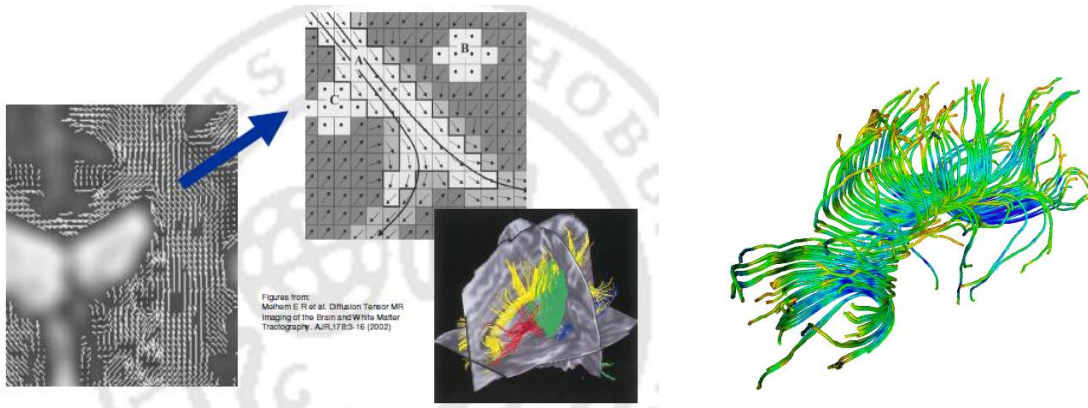 A
B
C
Figures from:
Melhem E R et al. Diffusion Tensor MR
Imaging of the Brain and White Matter
Tractography. AJR,178:3-16 (2002)